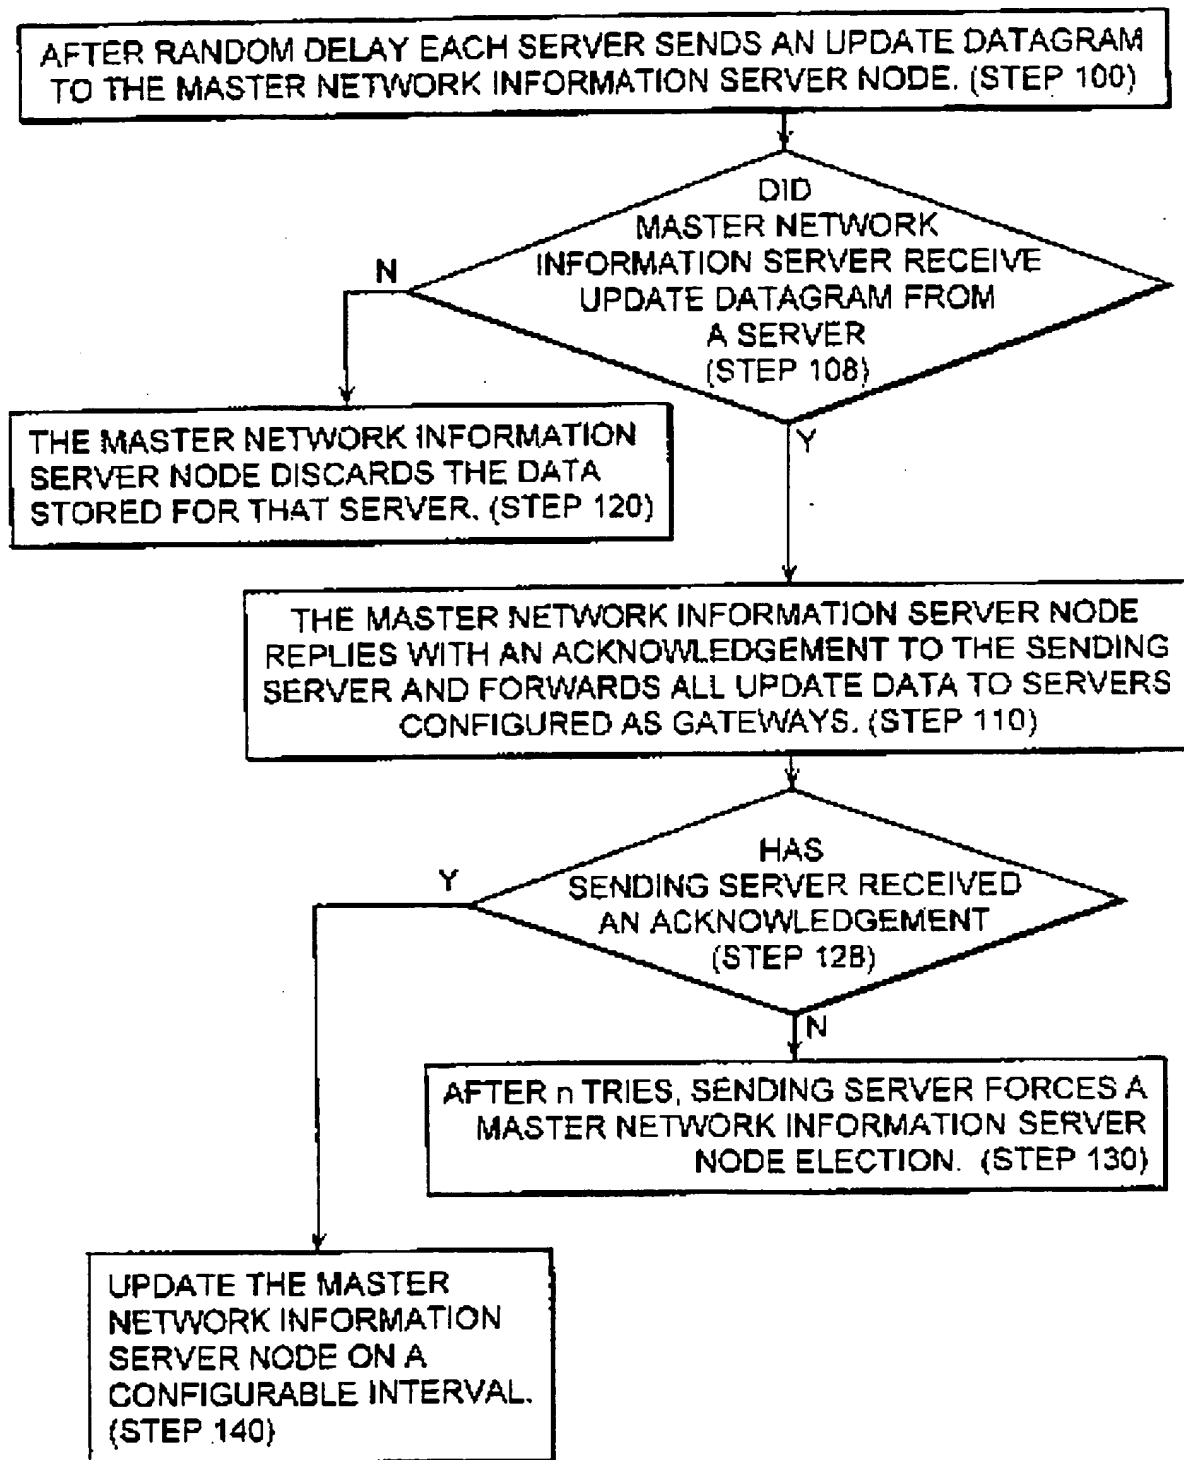 AFTER RANDOM DELAY EACH SERVER SENDS AN UPDATE DATAGRAM
TO THE MASTER NETWORK INFORMATION SERVER NODE. (STEP 100)
DID
MASTER NETWORK
INFORMATION SERVER RECEIVE
UPDATE DATAGRAM FROM
A SERVER
(STEP 108)
N
Y
THE MASTER NETWORK INFORMATION
SERVER NODE DISCARDS THE DATA
STORED FOR THAT SERVER. (STEP 120)
THE MASTER NETWORK INFORMATION SERVER NODE
REPLIES WITH AN ACKNOWLEDGEMENT TO THE SENDING
SERVER AND FORWARDS ALL UPDATE DATA TO SERVERS
CONFIGURED AS GATEWAYS. (STEP 110)
HAS
SENDING SERVER RECEIVED
AN ACKNOWLEDGEMENT
(STEP 128)
Y
N
AFTER n TRIES, SENDING SERVER FORCES A
MASTER NETWORK INFORMATION SERVER
NODE ELECTION. (STEP 130)
UPDATE THE MASTER
NETWORK INFORMATION
SERVER NODE ON A
CONFIGURABLE INTERVAL.
(STEP 140)